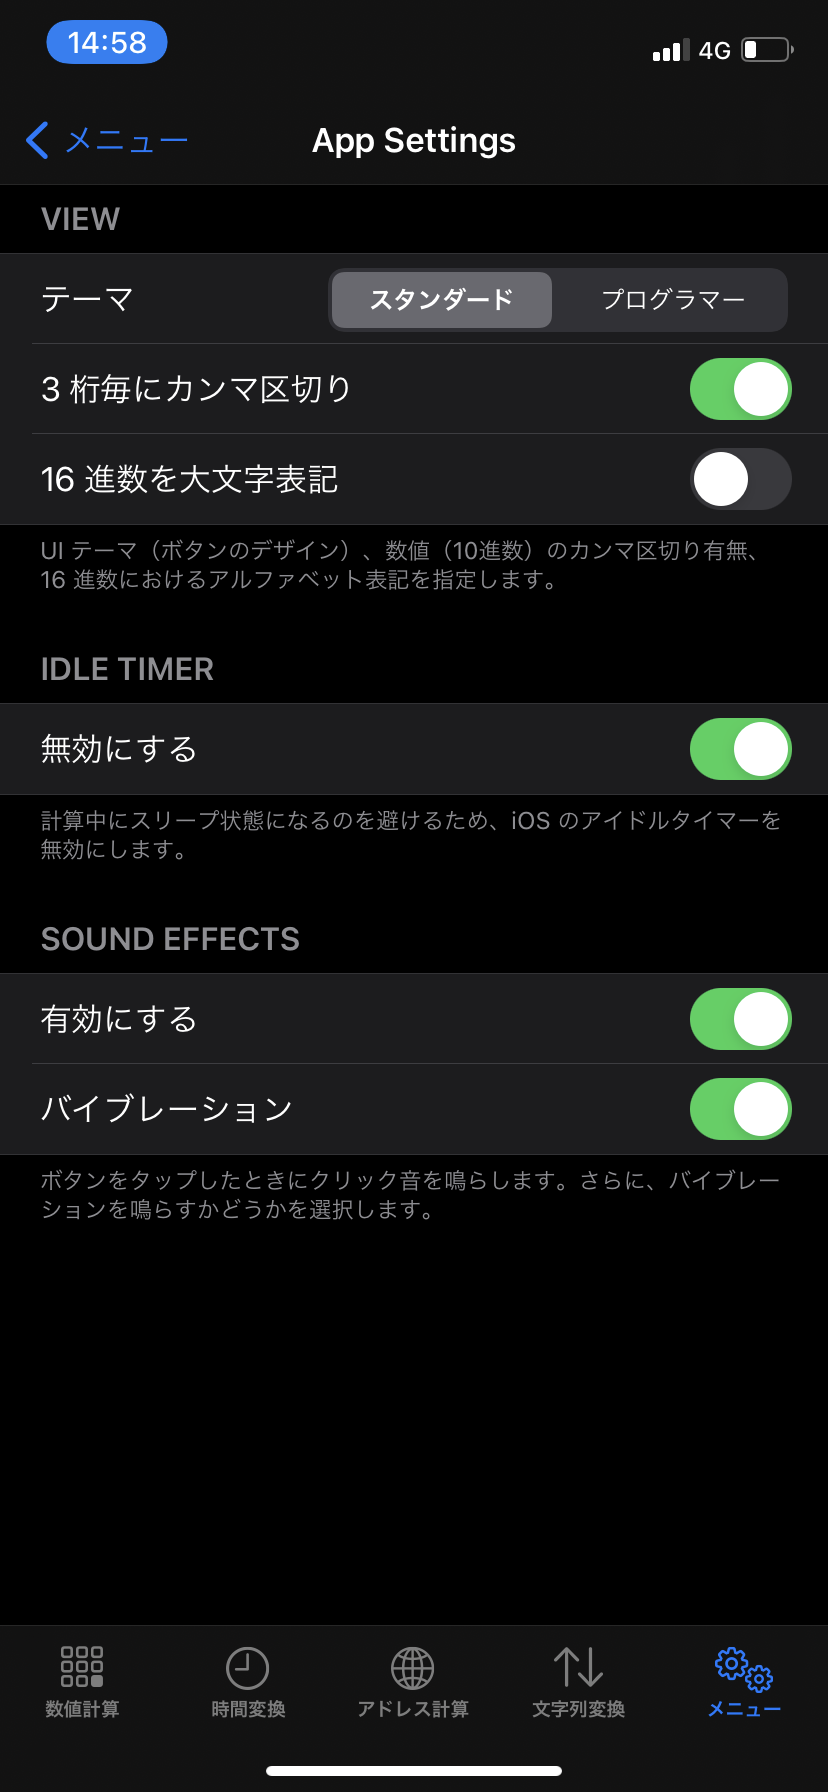 14:58
4G
メニュー
App Settings
VIEW
テーマ
スタンダード
プログラマー
3 桁毎にカンマ区切り
16 進数を大文字表記
UI テーマ（ボタンのデザイン）、数値（10進数）のカンマ区切り有無、
16 進数におけるアルファベット表記を指定します。
IDLE TIMER
無効にする
計算中にスリープ状態になるのを避けるため、iOS のアイドルタイマーを
無効にします。
SOUND EFFECTS
有効にする
バイブレーション
ボタンをタップしたときにクリック音を鳴らします。さらに、バイブレー
ションを鳴らすかどうかを選択します。
数値計算
時間変換
アドレス計算
文字列変換
メニュー